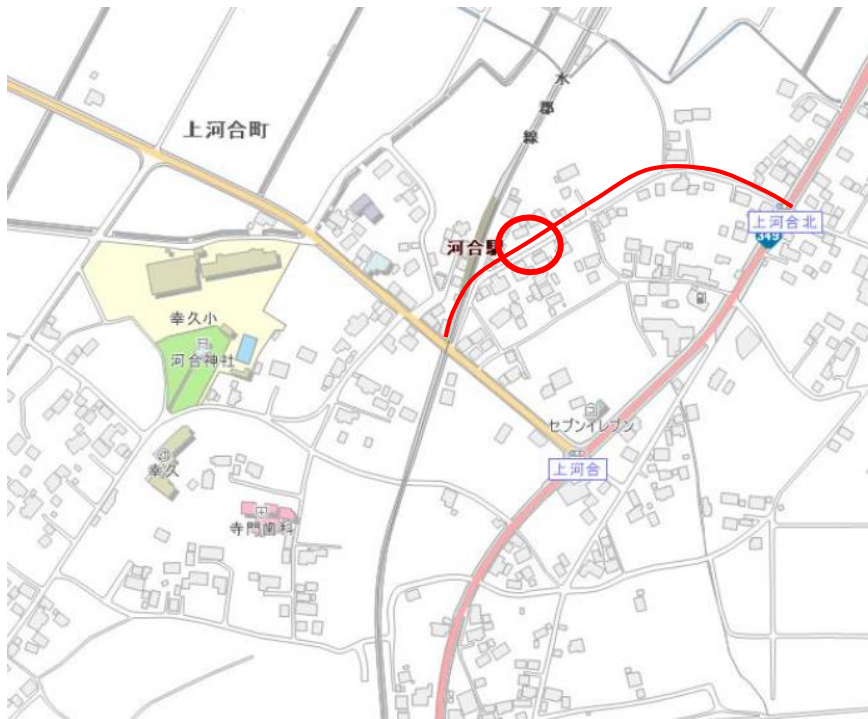 水郡線
上河合町
上河合北
349
河合駅
幸久小
河合神社
セブンイレブン
上河合
幸久
寺門歯科